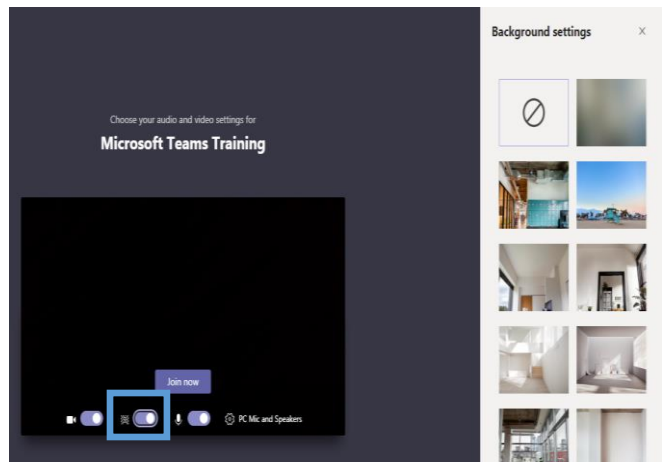 Background settings
Choose your audio and video settings for
Microsoft Teams Training
Join now
PC Mic and Speakers